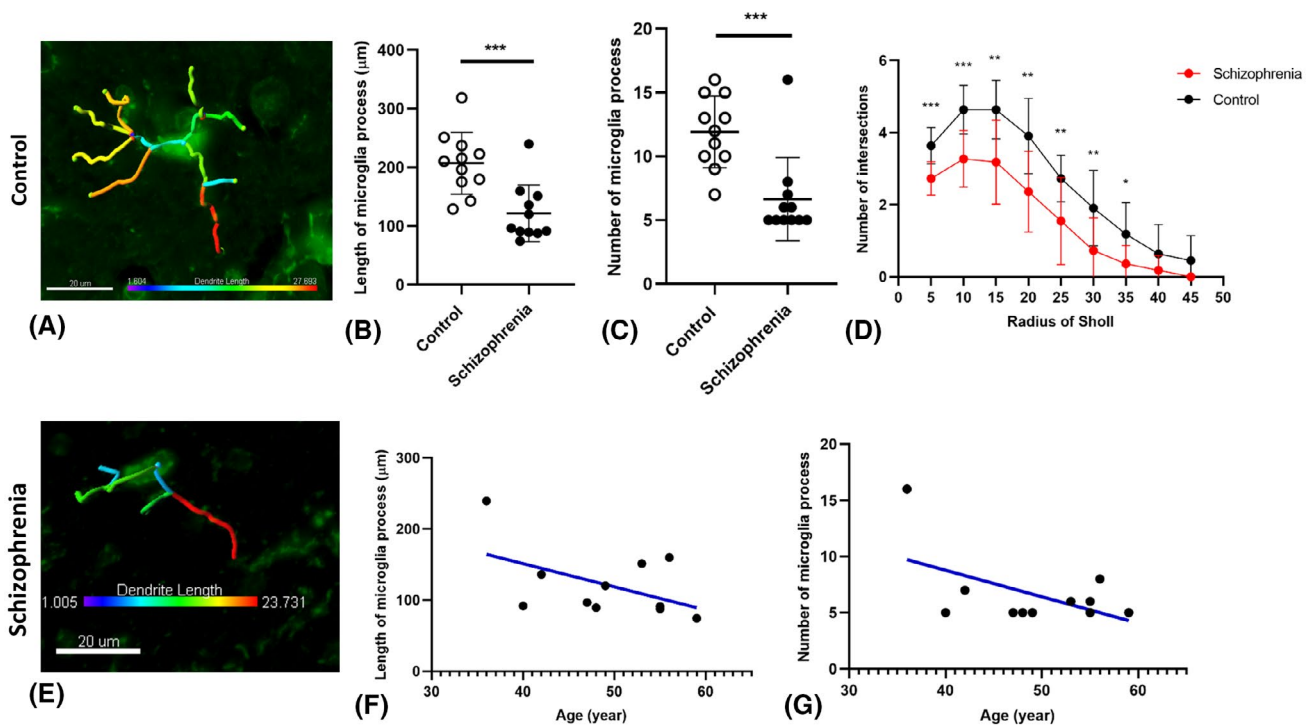 Control
1.604 Dendrite Length 27.693
20 um
(A)
Length of microglia process (μm)
400
300
200
100
0
***
Control
Schizophrenia
(B)
Number of microglia process
20
15
10
5
0
***
Control
Schizophrenia
(C)
Number of intersections
6
4
2
0
*** *** ** ** ** ** *
0 5 10 15 20 25 30 35 40 45 50
Radius of Sholl
(D)
Schizophrenia
Control
Schizophrenia
Dendrite Length
1.005 23.731
20 um
(E)
Length of microglia process (μm)
300
200
100
0
30 40 50 60
Age (year)
(F)
Number of microglia process
20
15
10
5
0
30 40 50 60
Age (year)
(G)